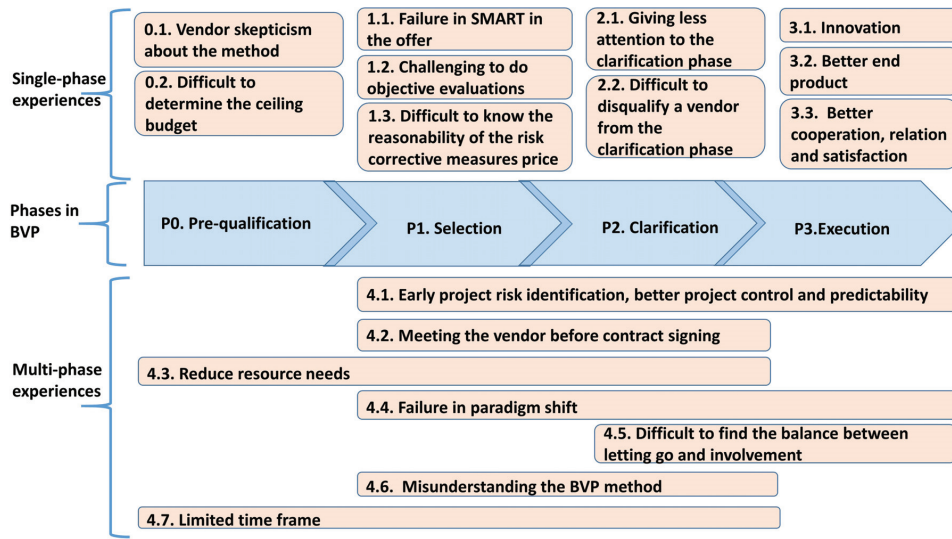 Single-phase
experiences
0.1. Vendor skepticism
about the method
0.2. Difficult to
determine the ceiling
budget
1.1. Failure in SMART in
the offer
1.2. Challenging to do
objective evaluations
1.3. Difficult to know the
reasonability of the risk
corrective measures price
2.1. Giving less
attention to the
clarification phase
2.2. Difficult to
disqualify a vendor
from the
clarification phase
3.1. Innovation
3.2. Better end
product
3.3. Better
cooperation, relation
and satisfaction
Phases in
BVP
P0. Pre-qualification
P1. Selection
P2. Clarification
P3.Execution
Multi-phase
experiences
4.1. Early project risk identification, better project control and predictability
4.2. Meeting the vendor before contract signing
4.3. Reduce resource needs
4.4. Failure in paradigm shift
4.5. Difficult to find the balance between
letting go and involvement
4.6. Misunderstanding the BVP method
4.7. Limited time frame